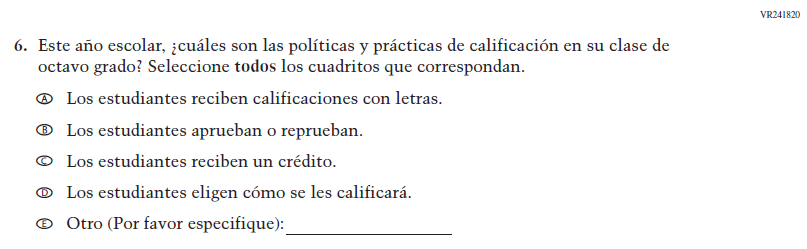 VR241820
6. Este año escolar, ¿cuáles son las políticas y prácticas de calificación en su clase de
octavo grado? Seleccione todos los cuadritos que correspondan.
A Los estudiantes reciben calificaciones con letras.
B Los estudiantes aprueban o reprueban.
C Los estudiantes reciben un crédito.
D Los estudiantes eligen cómo se les calificará.
E Otro (Por favor especifique):